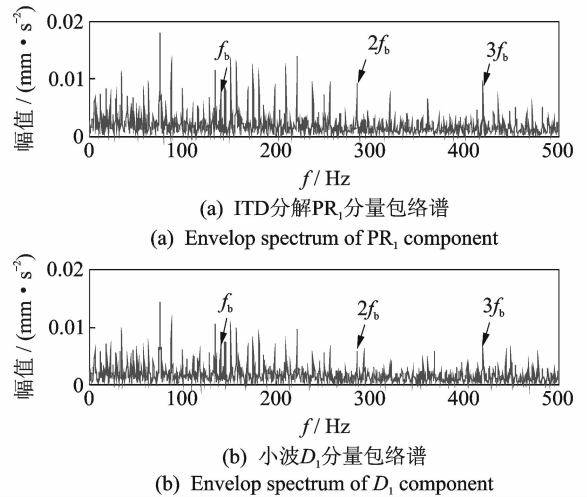 0.02
0.01
0
幅值 / (mm·s⁻²)
f_b
2f_b
3f_b
0 100 200 300 400 500
f / Hz
(a) ITD分解PR₁分量包络谱
(a) Envelop spectrum of PR₁ component
0.02
0.01
0
幅值 / (mm·s⁻²)
f_b
2f_b
3f_b
0 100 200 300 400 500
f / Hz
(b) 小波D₁分量包络谱
(b) Envelop spectrum of D₁ component